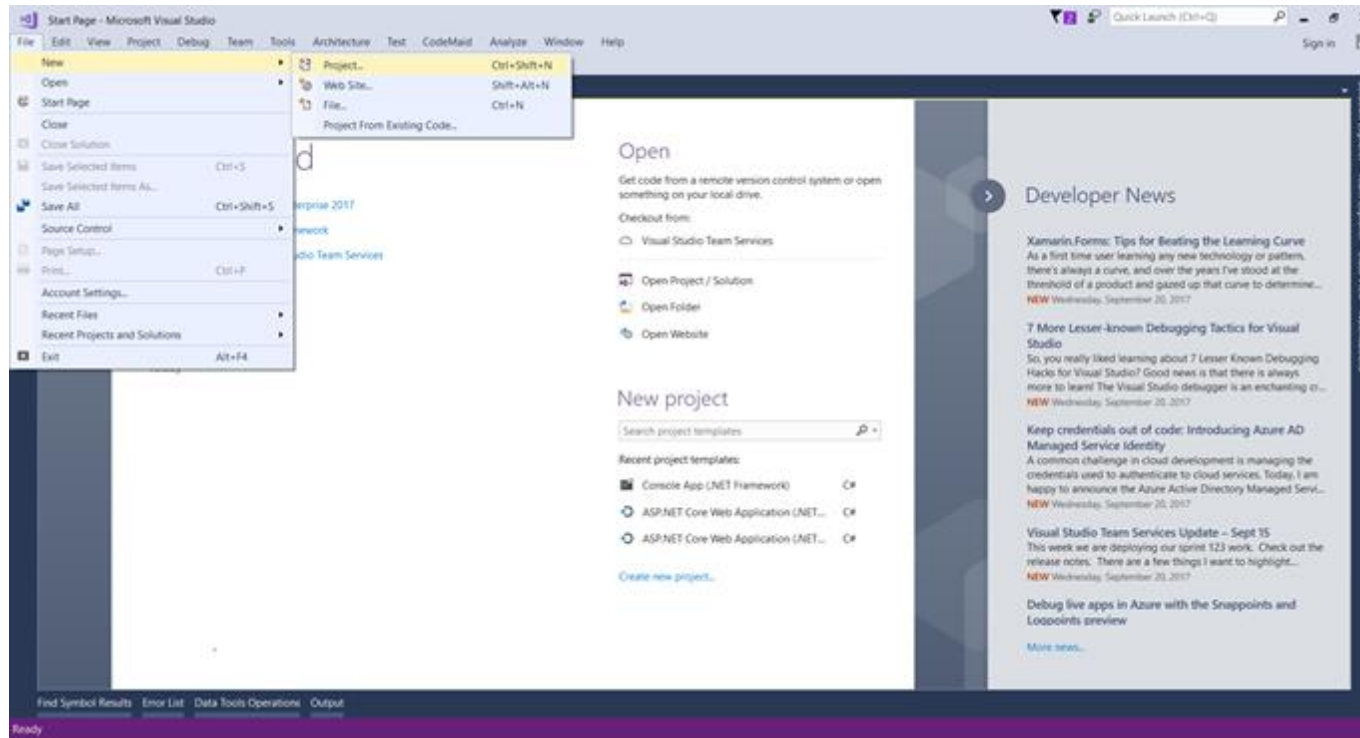 Start Page - Microsoft Visual Studio
2
Quick Launch (Ctrl+Q)
File Edit View Project Debug Team Tools Architecture Test CodeMaid Analyze Window Help
Sign in
New
Open
Start Page
Close
Close Solution
Save Selected Items Ctrl+S
Save Selected Items As...
Save All Ctrl+Shift+S
Source Control
Page Setup...
Print... Ctrl+P
Account Settings...
Recent Files
Recent Projects and Solutions
Exit Alt+F4
Project... Ctrl+Shift+N
Web Site... Shift+Alt+N
File... Ctrl+N
Project From Existing Code...
d
erprise 2017
mework
udio Team Services
Open
Get code from a remote version control system or open
something on your local drive.
Checkout from:
Visual Studio Team Services
Open Project / Solution
Open Folder
Open Website
New project
Search project templates
Recent project templates:
Console App (.NET Framework) C#
ASP.NET Core Web Application (.NET... C#
ASP.NET Core Web Application (.NET... C#
Create new project...
Developer News
Xamarin.Forms: Tips for Beating the Learning Curve
As a first time user learning any new technology or pattern,
there's always a curve, and over the years I've stood at the
threshold of a product and gazed up that curve to determine...
NEW Wednesday, September 20, 2017
7 More Lesser-known Debugging Tactics for Visual
Studio
So, you really liked learning about 7 Lesser Known Debugging
Hacks for Visual Studio? Good news is that there is always
more to learn! The Visual Studio debugger is an enchanting cr...
NEW Wednesday, September 20, 2017
Keep credentials out of code: Introducing Azure AD
Managed Service Identity
A common challenge in cloud development is managing the
credentials used to authenticate to cloud services. Today, I am
happy to announce the Azure Active Directory Managed Servi...
NEW Wednesday, September 20, 2017
Visual Studio Team Services Update – Sept 15
This week we are deploying our sprint 123 work. Check out the
release notes. There are a few things I want to highlight...
NEW Wednesday, September 20, 2017
Debug live apps in Azure with the Snappoints and
Logpoints preview
More news...
Find Symbol Results Error List Data Tools Operations Output
Ready